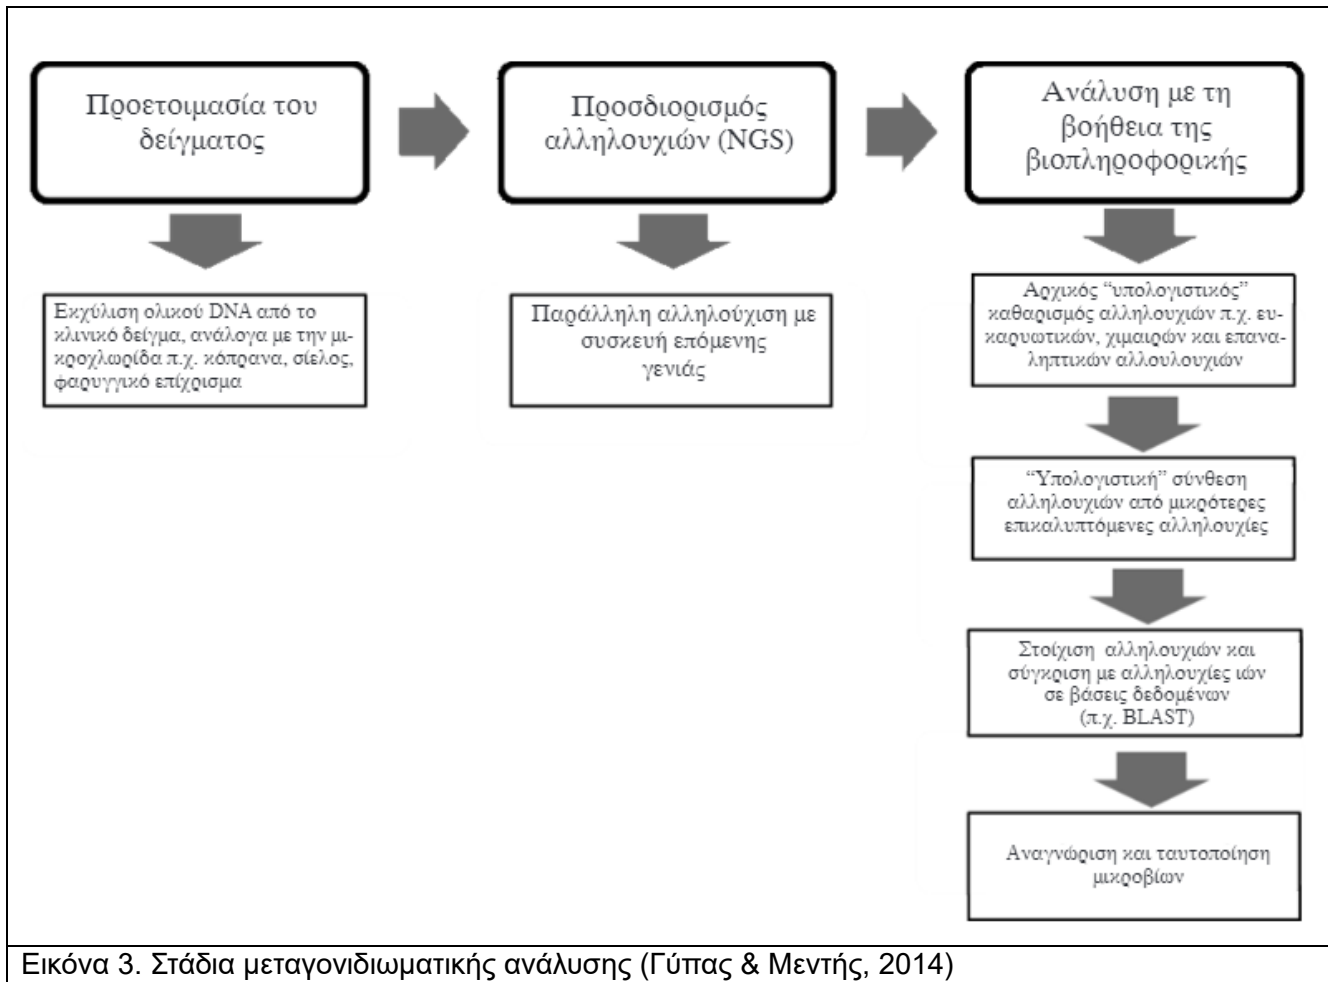 Προετοιμασία του
δείγματος
Προσδιορισμός
αλληλουχιών (NGS)
Ανάλυση με τη
βοήθεια της
βιοπληροφορικής
Εκχύλιση ολικού DNA από το
κλινικό δείγμα, ανάλογα με την μι-
κροχλωρίδα π.χ. κόπρανα, σίελος,
φαρυγγικό επίχρισμα
Παράλληλη αλληλούχιση με
συσκευή επόμενης
γενιάς
Αρχικός “υπολογιστικός”
καθαρισμός αλληλουχιών π.χ. ευ-
καρυωτικών, χιμαιρών και επανα-
ληπτικών αλλουλουχιών
“Υπολογιστική” σύνθεση
αλληλουχιών από μικρότερες
επικαλυπτόμενες αλληλουχίες
Στοίχιση αλληλουχιών και
σύγκριση με αλληλουχίες ιών
σε βάσεις δεδομένων
(π.χ. BLAST)
Αναγνώριση και ταυτοποίηση
μικροβίων
Εικόνα 3. Στάδια μεταγονιδιωματικής ανάλυσης (Γύπας & Μεντής, 2014)